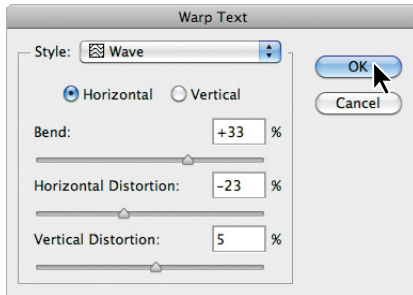 Warp Text
Style: Wave
OK
Horizontal Vertical
Cancel
Bend: +33 %
Horizontal Distortion: -23 %
Vertical Distortion: 5 %